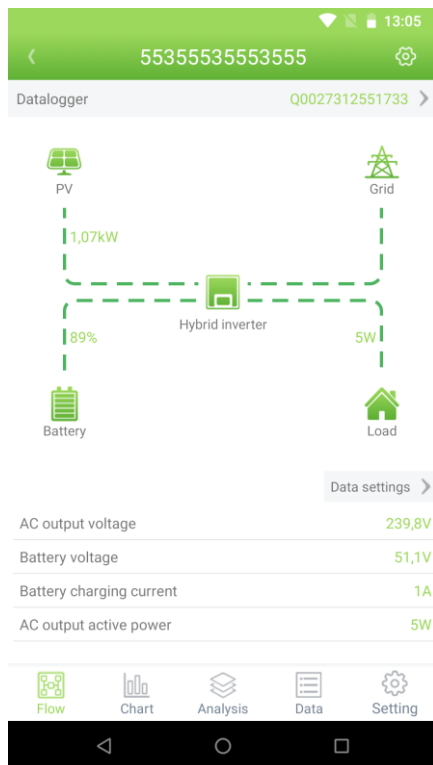 13:05
55355535553555
Datalogger Q0027312551733
PV Grid
1,07kW
Hybrid inverter
89% 5W
Battery Load
Data settings
AC output voltage 239,8V
Battery voltage 51,1V
Battery charging current 1A
AC output active power 5W
Flow Chart Analysis Data Setting